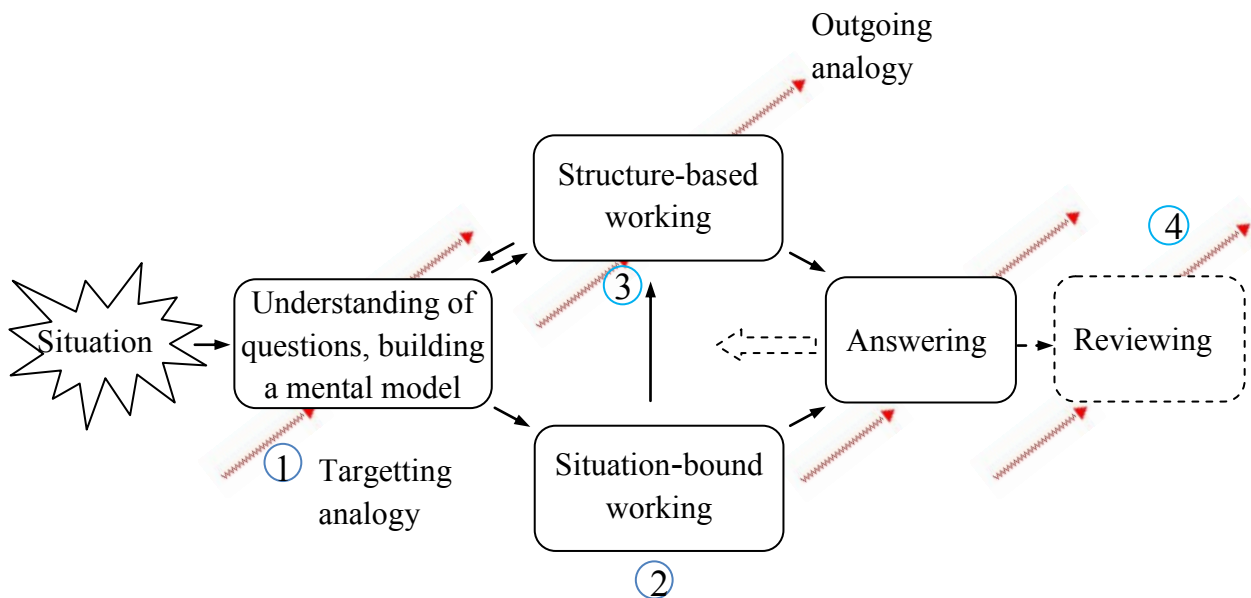 Outgoing
analogy
Structure-based
working
4
3
Situation
Understanding of
questions, building
a mental model
Answering
Reviewing
1
Targetting
analogy
Situation-bound
working
2